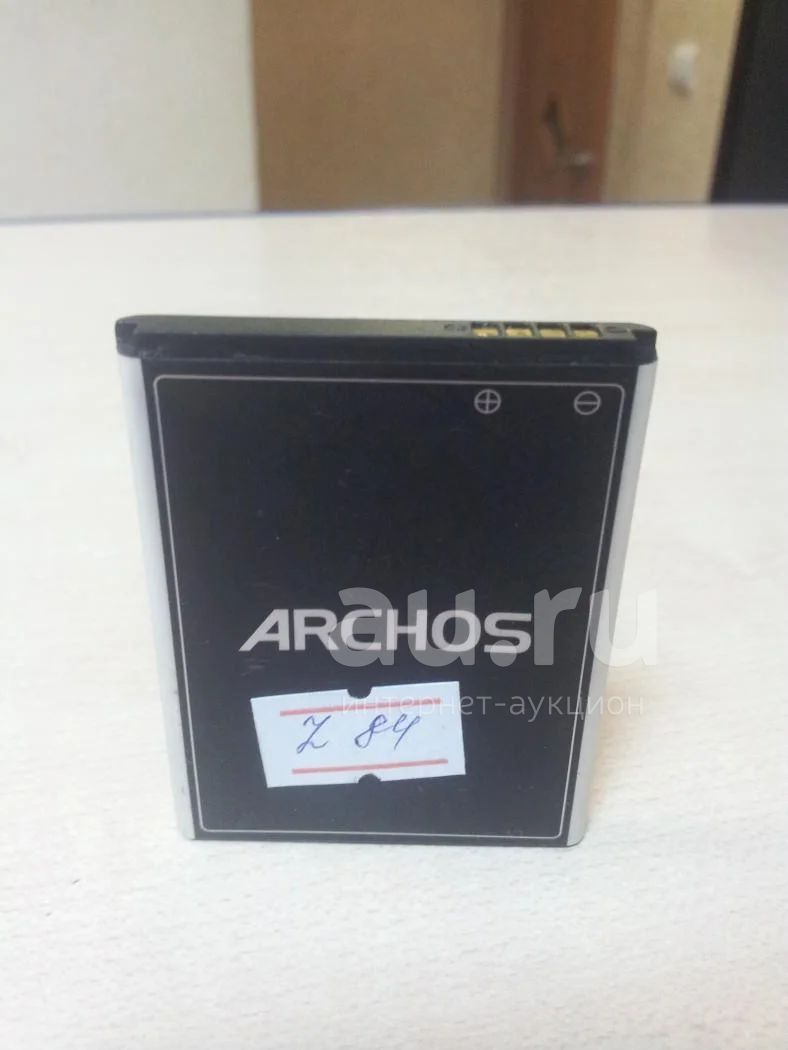 ARCHOS
au.ru
интернет-аукцион
Z 84